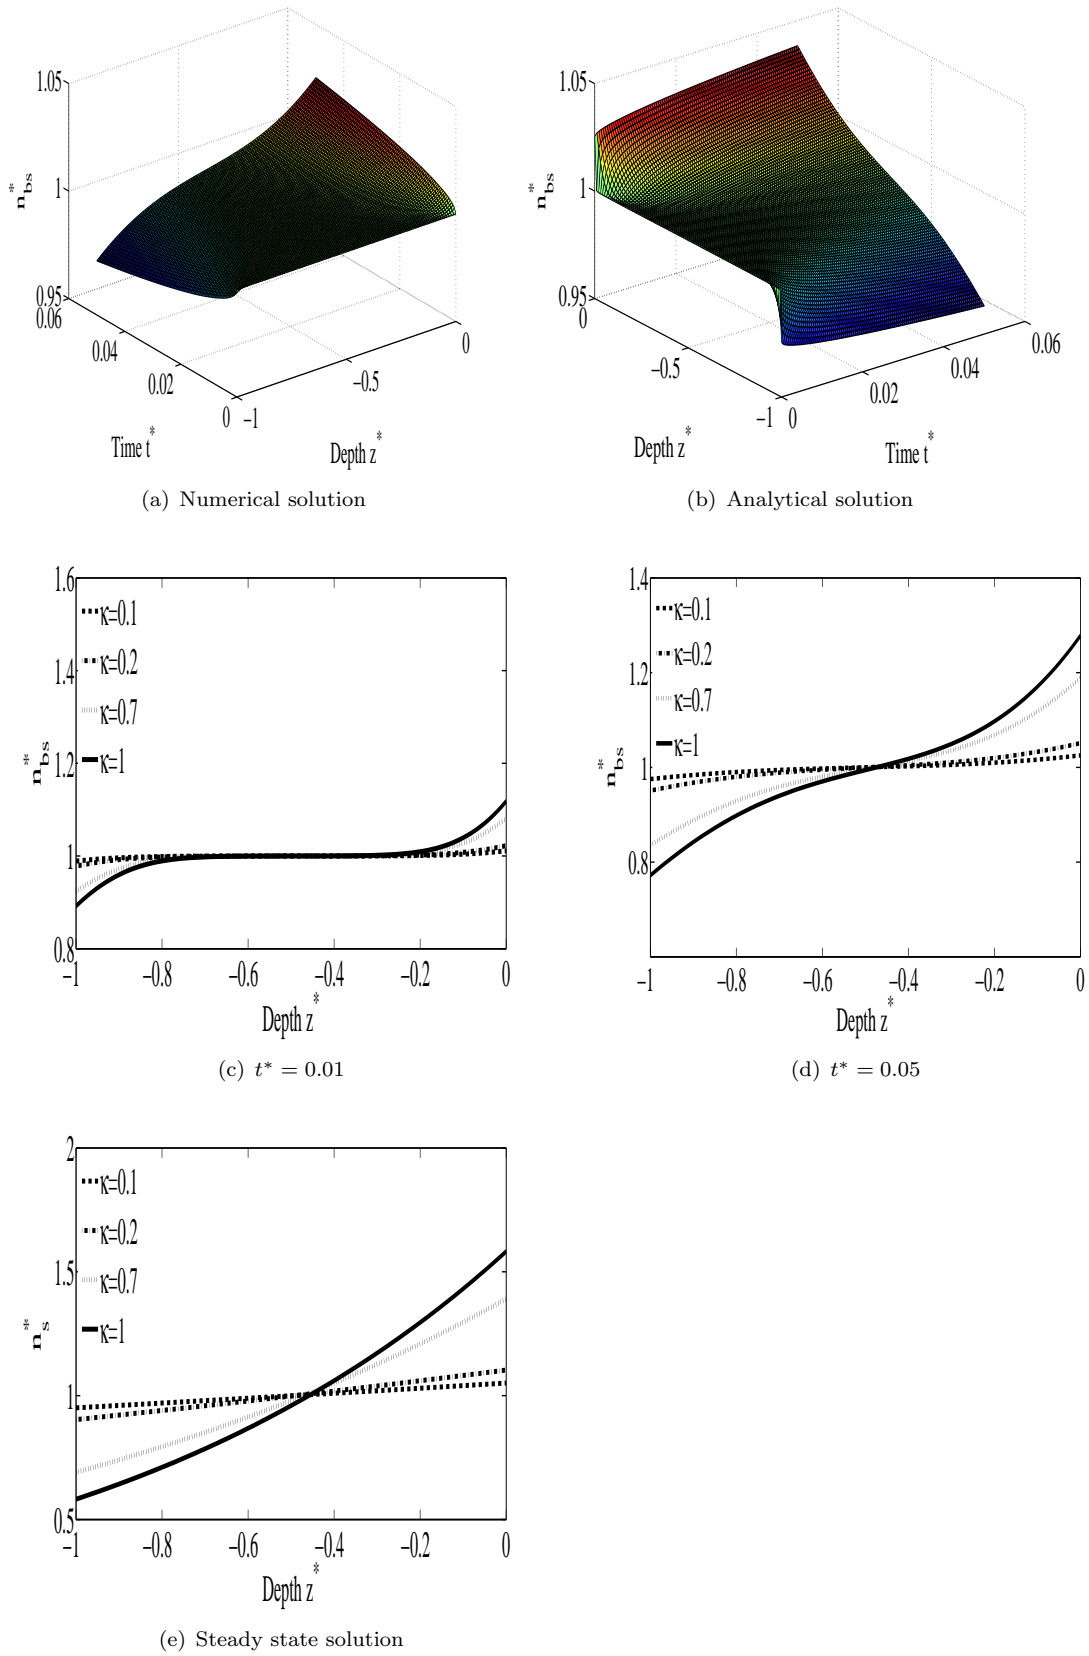 1.05
1
0.95
n*bs
0.06
0.04
0.02
0
−1
−0.5
0
Time t*
Depth z*
(a) Numerical solution
1.05
1
0.95
n*bs
0
−0.5
−1
0
0.02
0.04
0.06
Depth z*
Time t*
(b) Analytical solution
1.6
1.4
1.2
1
0.8
n*bs
κ=0.1
κ=0.2
κ=0.7
κ=1
−1
−0.8
−0.6
−0.4
−0.2
0
Depth z*
(c) t* = 0.01
1.4
1.2
1
0.8
n*bs
κ=0.1
κ=0.2
κ=0.7
κ=1
−1
−0.8
−0.6
−0.4
−0.2
0
Depth z*
(d) t* = 0.05
2
1.5
1
0.5
n*s
κ=0.1
κ=0.2
κ=0.7
κ=1
−1
−0.8
−0.6
−0.4
−0.2
0
Depth z*
(e) Steady state solution